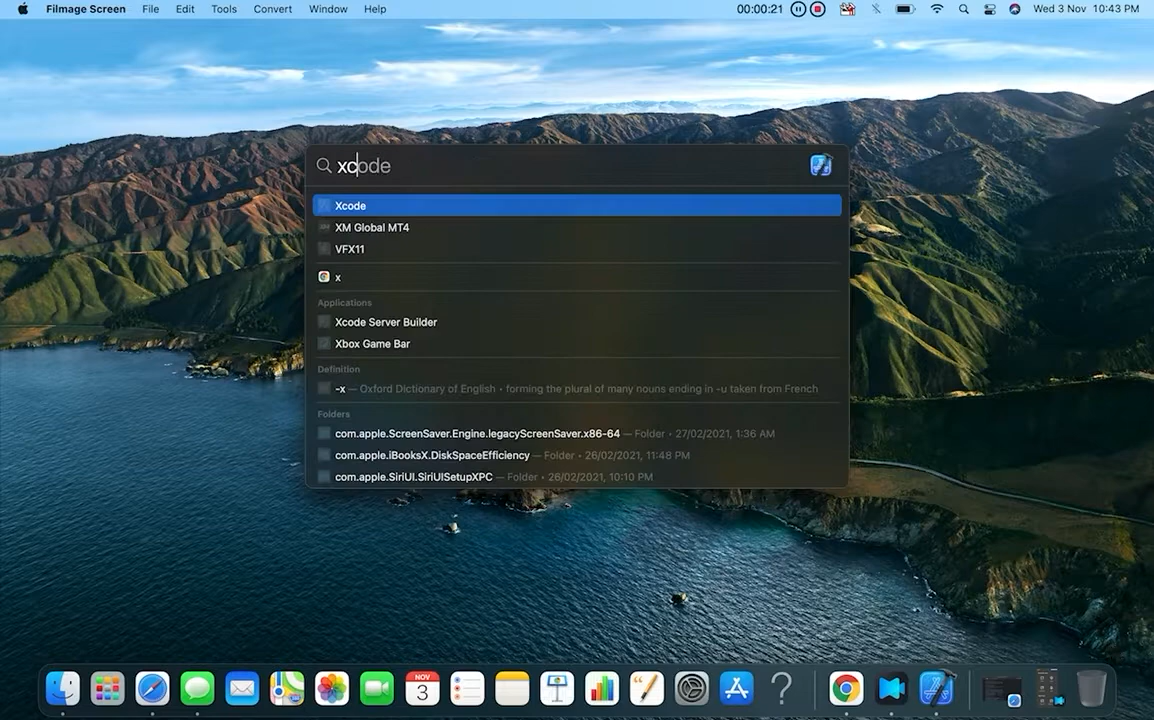 Filmage Screen File Edit Tools Convert Window Help 00:00:21 Wed 3 Nov 10:43 PM
xcode
Xcode
XM Global MT4
VFX11
x
Applications
Xcode Server Builder
Xbox Game Bar
Definition
-x — Oxford Dictionary of English • forming the plural of many nouns ending in -u taken from French
Folders
com.apple.ScreenSaver.Engine.legacyScreenSaver.x86-64 — Folder • 27/02/2021, 1:36 AM
com.apple.iBooksX.DiskSpaceEfficiency — Folder • 26/02/2021, 11:48 PM
com.apple.SiriUI.SiriUISetupXPC — Folder • 26/02/2021, 10:10 PM
NOV
3